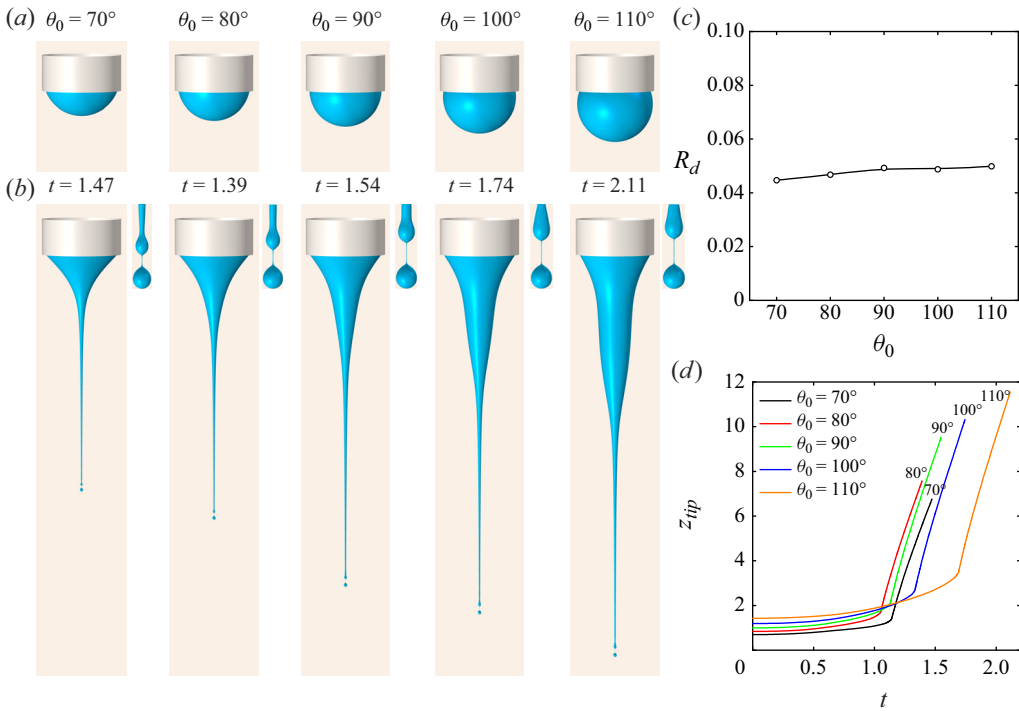 (a) θ0 = 70° θ0 = 80° θ0 = 90° θ0 = 100° θ0 = 110°
(b) t = 1.47 t = 1.39 t = 1.54 t = 1.74 t = 2.11
(c)
0.10
0.08
0.06
Rd
0.04
0.02
0
70 80 90 100 110
θ0
(d)
12
10
8
6
4
2
0
ztip
θ0 = 70°
θ0 = 80°
θ0 = 90°
θ0 = 100°
θ0 = 110°
110°
100°
90°
80°
70°
0.5 1.0 1.5 2.0
t